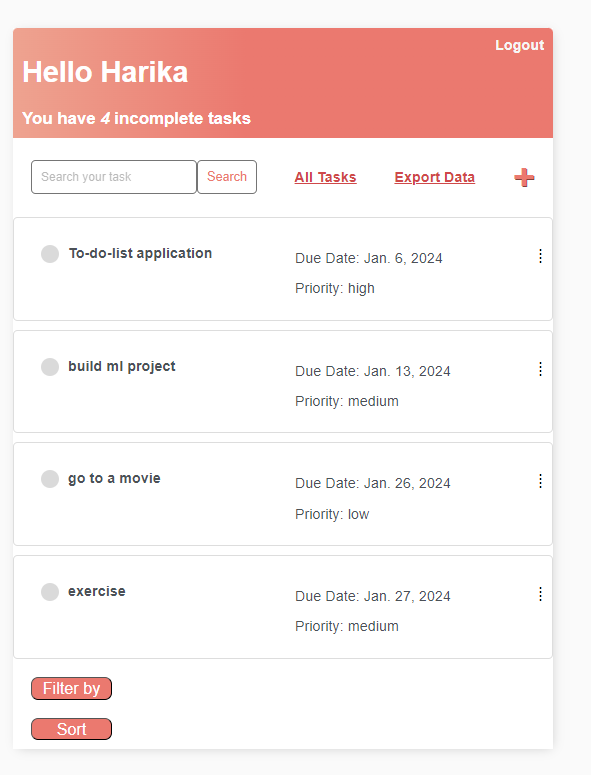 Logout
Hello Harika
You have 4 incomplete tasks
Search your task
Search
All Tasks
Export Data
To-do-list application
Due Date: Jan. 6, 2024
Priority: high
build ml project
Due Date: Jan. 13, 2024
Priority: medium
go to a movie
Due Date: Jan. 26, 2024
Priority: low
exercise
Due Date: Jan. 27, 2024
Priority: medium
Filter by
Sort